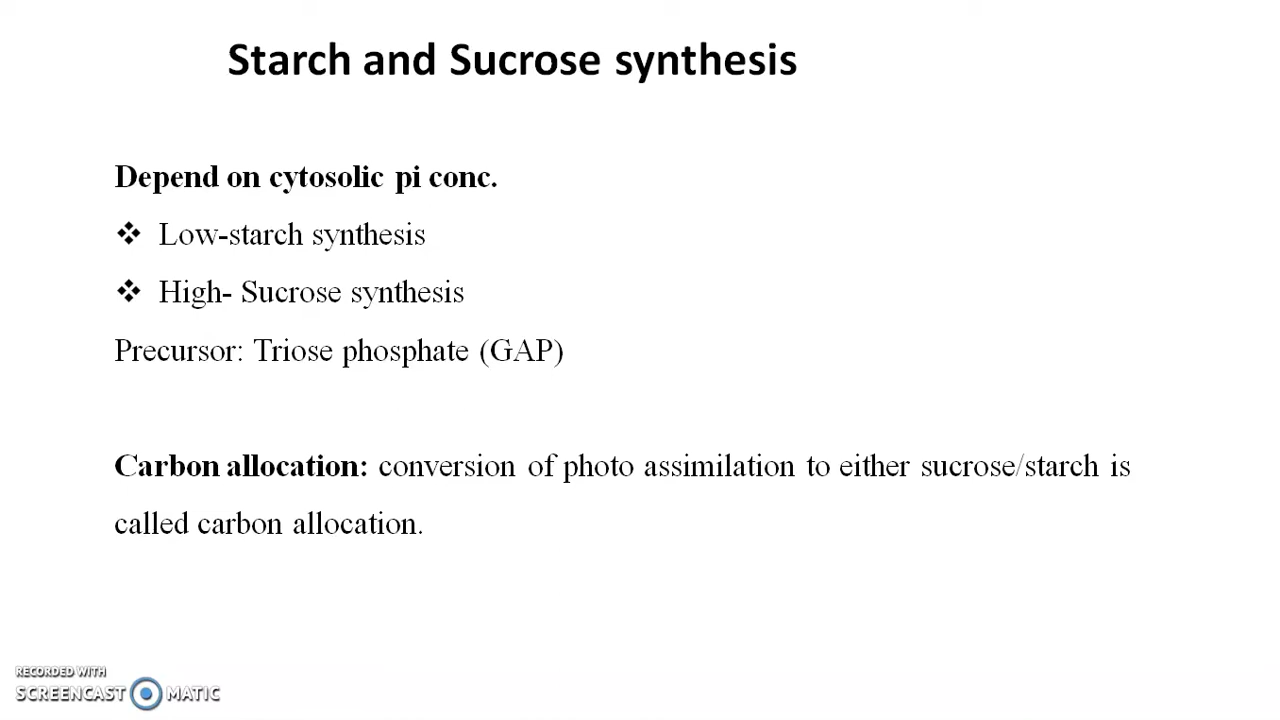 Starch and Sucrose synthesis
Depend on cytosolic pi conc.
❖ Low-starch synthesis
❖ High- Sucrose synthesis
Precursor: Triose phosphate (GAP)
Carbon allocation: conversion of photo assimilation to either sucrose/starch is
called carbon allocation.
RECORDED WITH
SCREENCAST MATIC